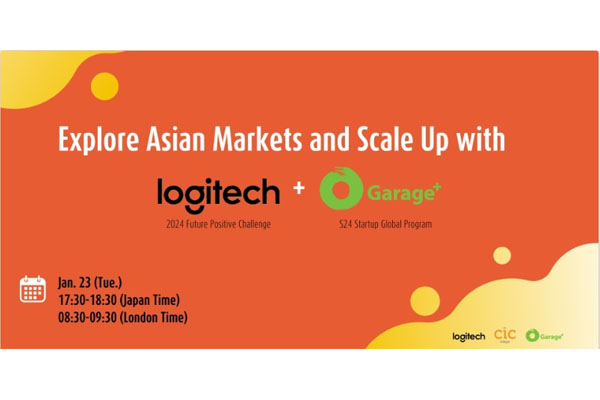 Explore Asian Markets and Scale Up with
logitech + Garage+
2024 Future Positive Challenge
S24 Startup Global Program
Jan. 23 (Tue.)
17:30-18:30 (Japan Time)
08:30-09:30 (London Time)
logitech CiC Garage+